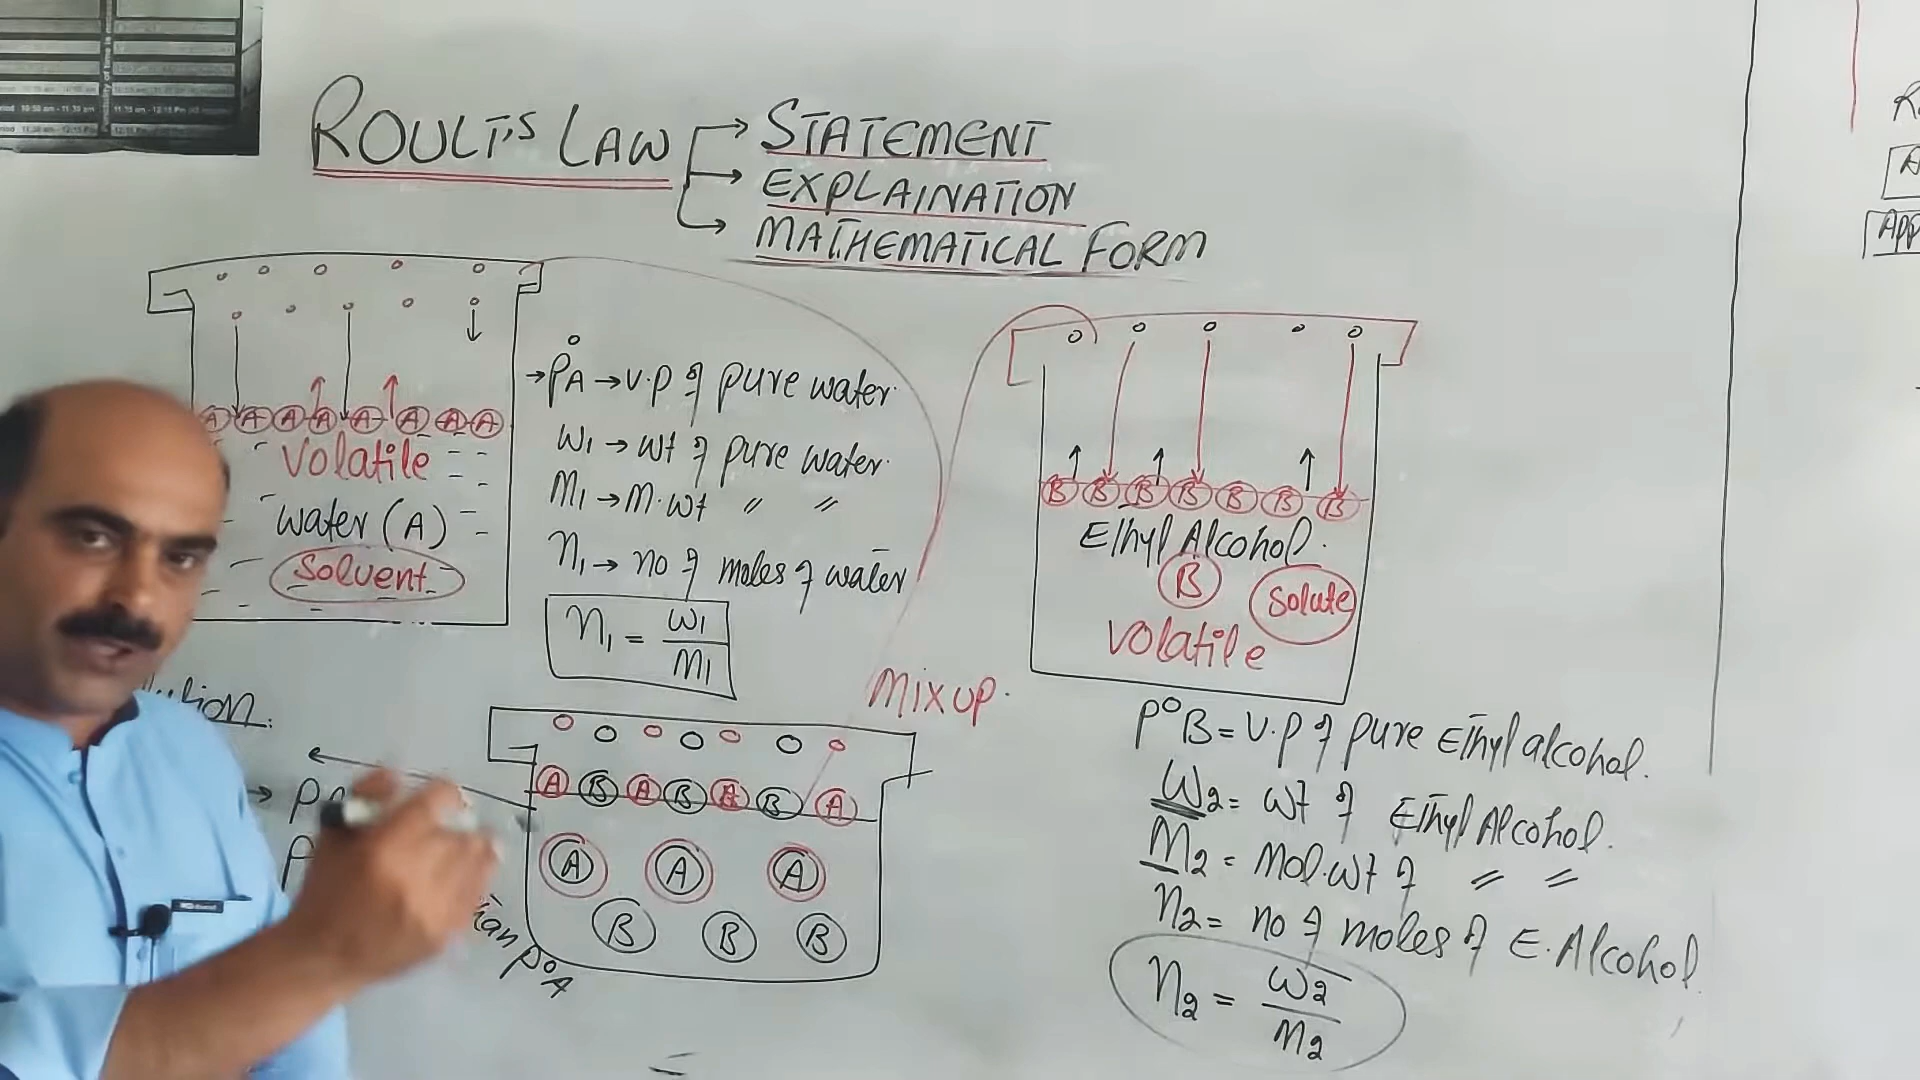 ROULT'S LAW
STATEMENT
EXPLAINATION
MATHEMATICAL FORM
A A A A A A A A
Volatile
water (A)
Solvent
P°A → v.p of pure water.
W1 → wt of pure water.
M1 → M.wt " "
n1 → no of moles of water
n1 = W1/M1
B B B B B B B
Ethyl Alcohol.
B
Solute
Volatile
Mix up.
P°B = V.P of pure Ethyl alcohol.
W2 = wt of Ethyl Alcohol.
M2 = Mol.wt of " "
n2 = no of moles of E. Alcohol.
n2 = W2/M2
A B A B A B A
A A A
B B B
P°A